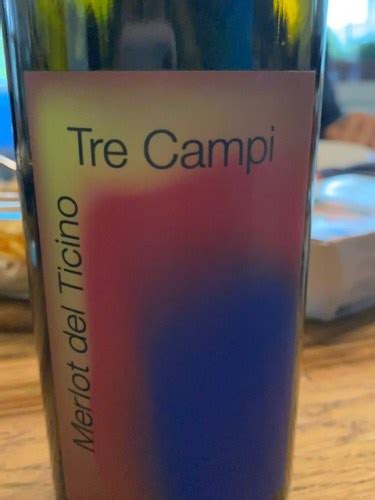 Tre Campi
Merlot del Ticino